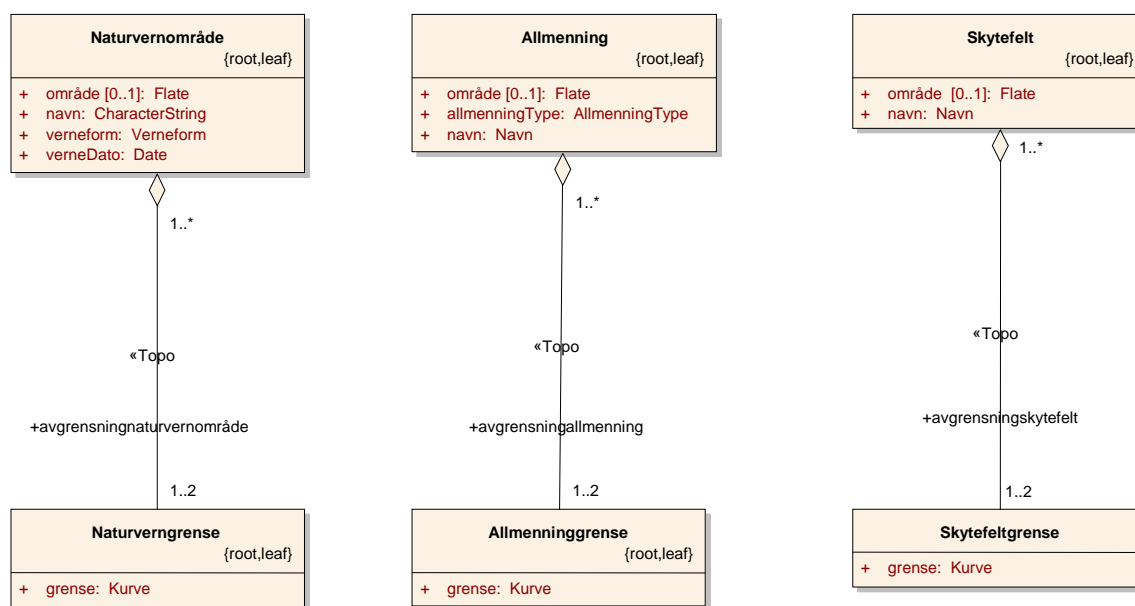 Naturvernområde
{root,leaf}
+ område [0..1]: Flate
+ navn: CharacterString
+ verneform: Verneform
+ verneDato: Date
1..*
«Topo
+avgrensningnaturvernområde
1..2
Naturverngrense
{root,leaf}
+ grense: Kurve
Allmenning
{root,leaf}
+ område [0..1]: Flate
+ allmenningType: AllmenningType
+ navn: Navn
1..*
«Topo
+avgrensingallmenning
1..2
Allmenninggrense
{root,leaf}
+ grense: Kurve
Skytefelt
{root,leaf}
+ område [0..1]: Flate
+ navn: Navn
1..*
«Topo
+avgrensningskytefelt
1..2
Skytefeltgrense
+ grense: Kurve